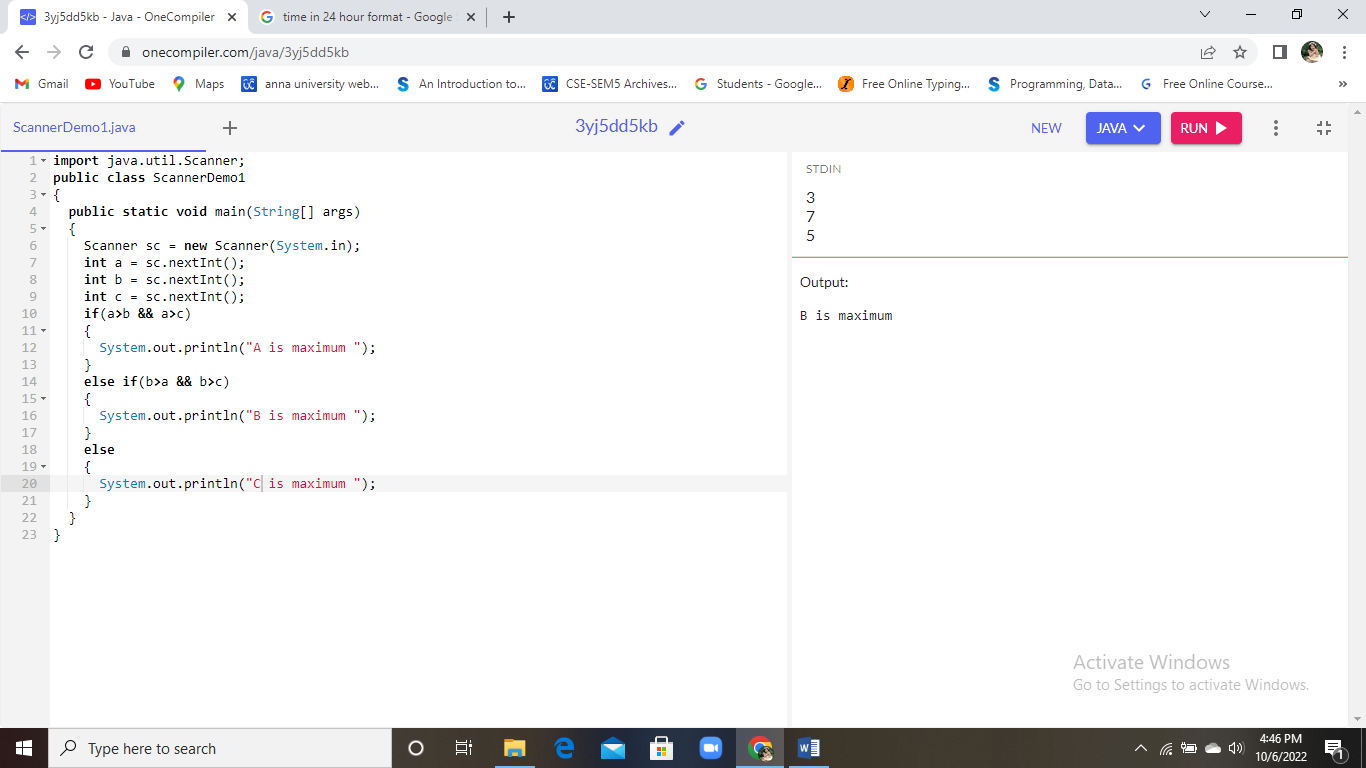 3yj5dd5kb - Java - OneCompiler
time in 24 hour format - Google
onecompiler.com/java/3yj5dd5kb
Gmail YouTube Maps anna university web... An Introduction to... CSE-SEM5 Archives... Students - Google... Free Online Typing... Programming, Data... Free Online Course... »
ScannerDemo1.java
3yj5dd5kb
NEW JAVA RUN
1 import java.util.Scanner;
2 public class ScannerDemo1
3 {
4 public static void main(String[] args)
5 {
6 Scanner sc = new Scanner(System.in);
7 int a = sc.nextInt();
8 int b = sc.nextInt();
9 int c = sc.nextInt();
10 if(a>b && a>c)
11 {
12 System.out.println("A is maximum ");
13 }
14 else if(b>a && b>c)
15 {
16 System.out.println("B is maximum ");
17 }
18 else
19 {
20 System.out.println("C is maximum ");
21 }
22 }
23 }
STDIN
3
7
5
Output:
B is maximum
Activate Windows
Go to Settings to activate Windows.
Type here to search
4:46 PM
10/6/2022
1